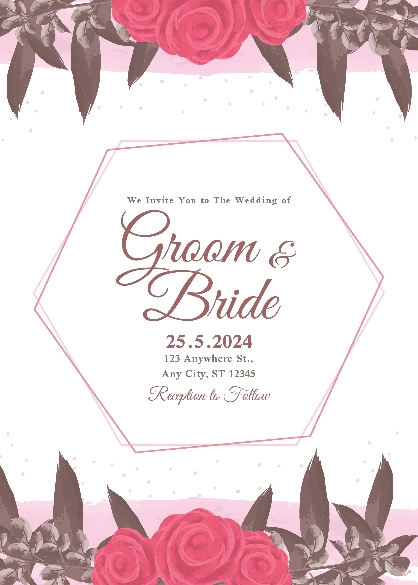 We Invite You to The Wedding of
Groom &
Bride
25.5.2024
123 Anywhere St.,
Any City, ST 12345
Reception to Follow